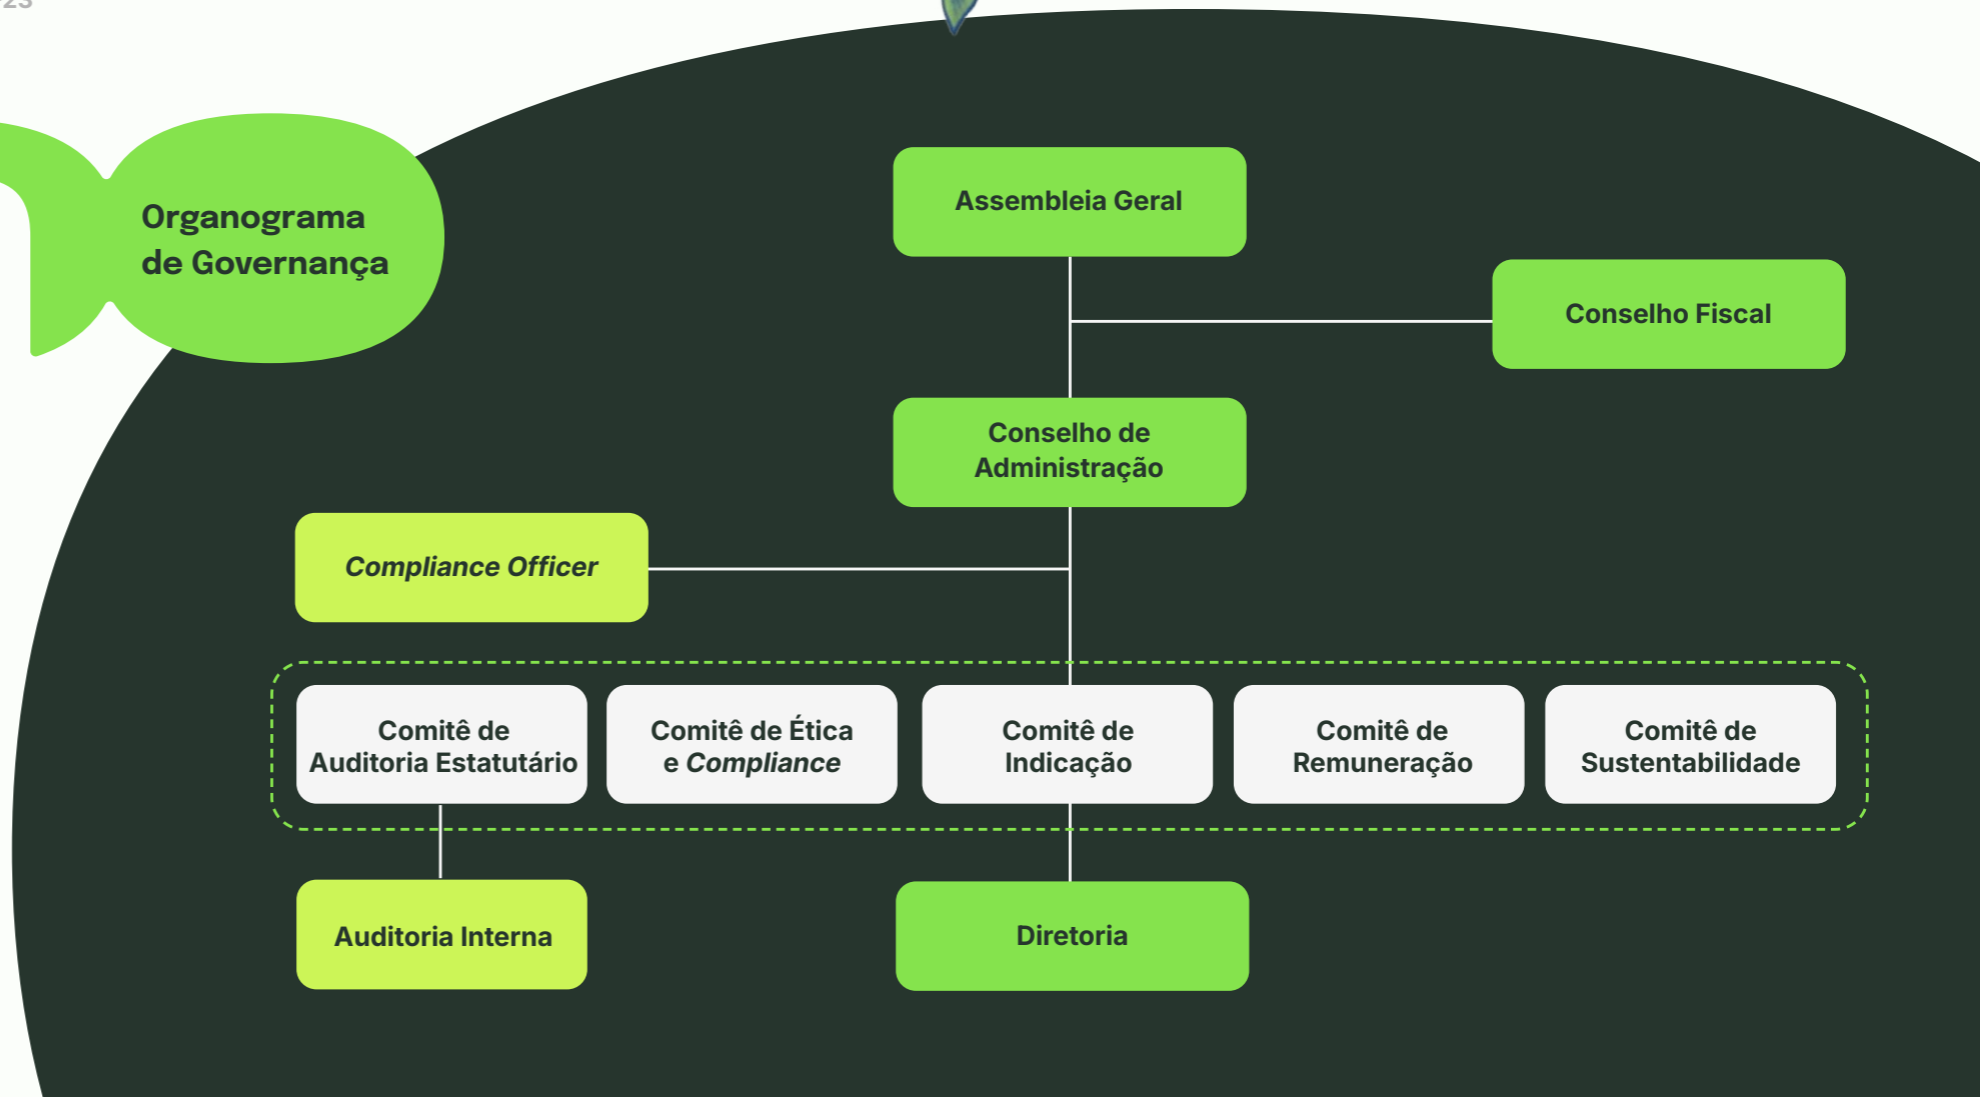 Organograma
de Governança
Assembleia Geral
Conselho Fiscal
Conselho de
Administração
Compliance Officer
Comitê de
Auditoria Estatutário
Comitê de Ética
e Compliance
Comitê de
Indicação
Comitê de
Remuneração
Comitê de
Sustentabilidade
Auditoria Interna
Diretoria